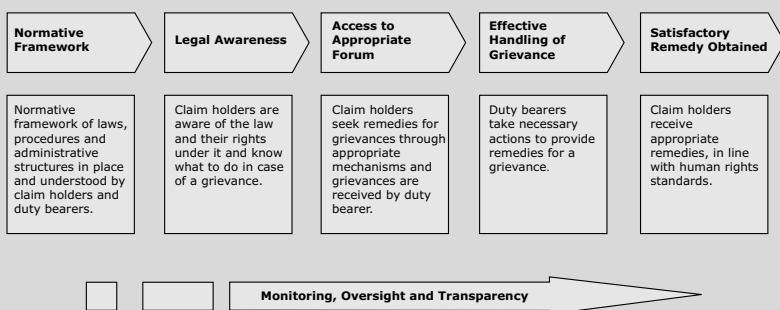 Normative
Framework
Legal Awareness
Access to
Appropriate
Forum
Effective
Handling of
Grievance
Satisfactory
Remedy Obtained
Normative
framework of laws,
procedures and
administrative
structures in place
and understood by
claim holders and
duty bearers.
Claim holders are
aware of the law
and their rights
under it and know
what to do in case
of a grievance.
Claim holders
seek remedies for
grievances through
appropriate
mechanisms and
grievances are
received by duty
bearer.
Duty bearers
take necessary
actions to provide
remedies for a
grievance.
Claim holders
receive
appropriate
remedies, in line
with human rights
standards.
Monitoring, Oversight and Transparency